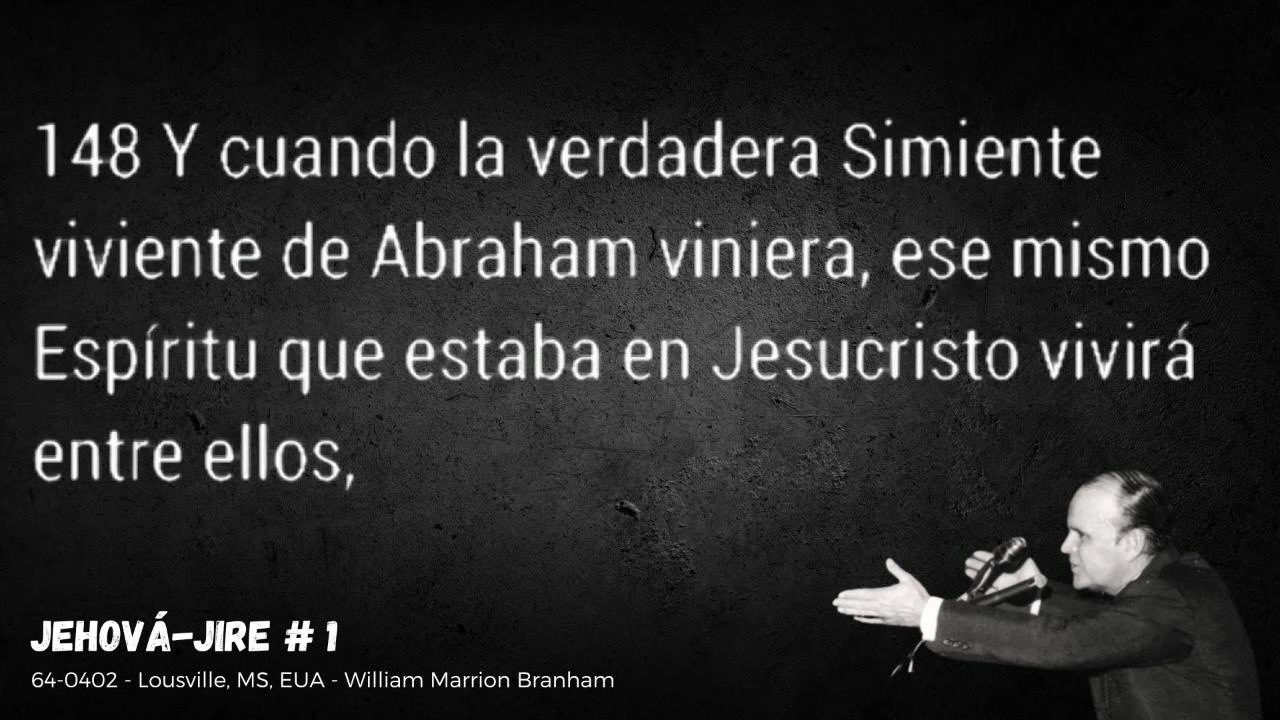 148 Y cuando la verdadera Simiente
viviente de Abraham viniera, ese mismo
Espíritu que estaba en Jesucristo vivirá
entre ellos,
JEHOVÁ-JIRE # 1
64-0402 - Lousville, MS, EUA - William Marrion Branham